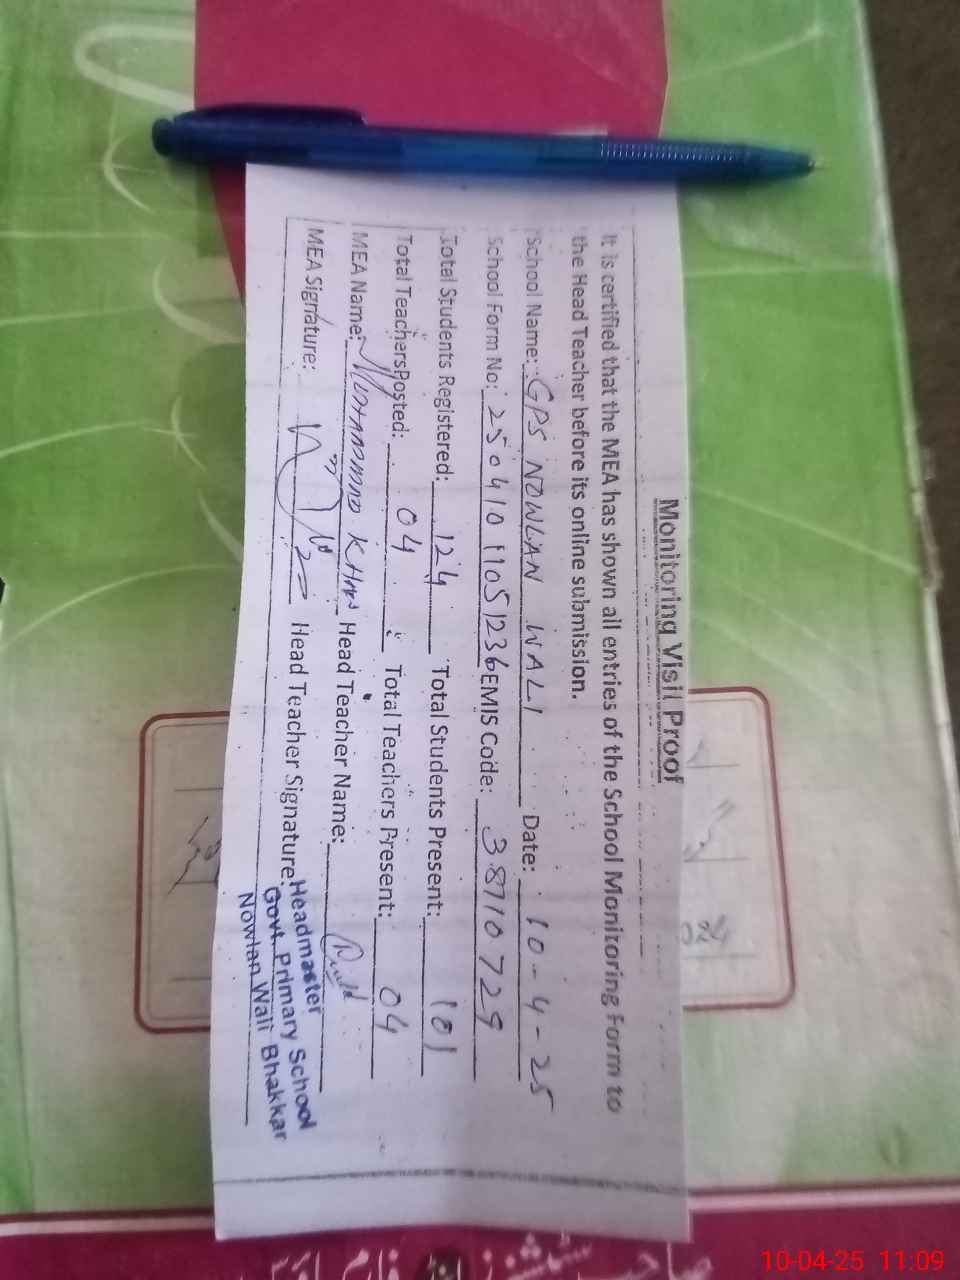 Monitoring Visit Proof
It is certified that the MEA has shown all entries of the School Monitoring Form to
the Head Teacher before its online submission.
School Name: GPS NOWLAN WALI Date: 10-4-25
School Form No: 25041011051236 EMIS Code: 38710729
Total Students Registered: 124 Total Students Present: 101
Total Teachers Posted: 04 Total Teachers Present: 04
MEA Name: MUHAMMAD KHAN Head Teacher Name:
MEA Signature: Head Teacher Signature:
Headmaster
Govt. Primary School
Nowlan Wali Bhakkar
024
10-04-25 11:09